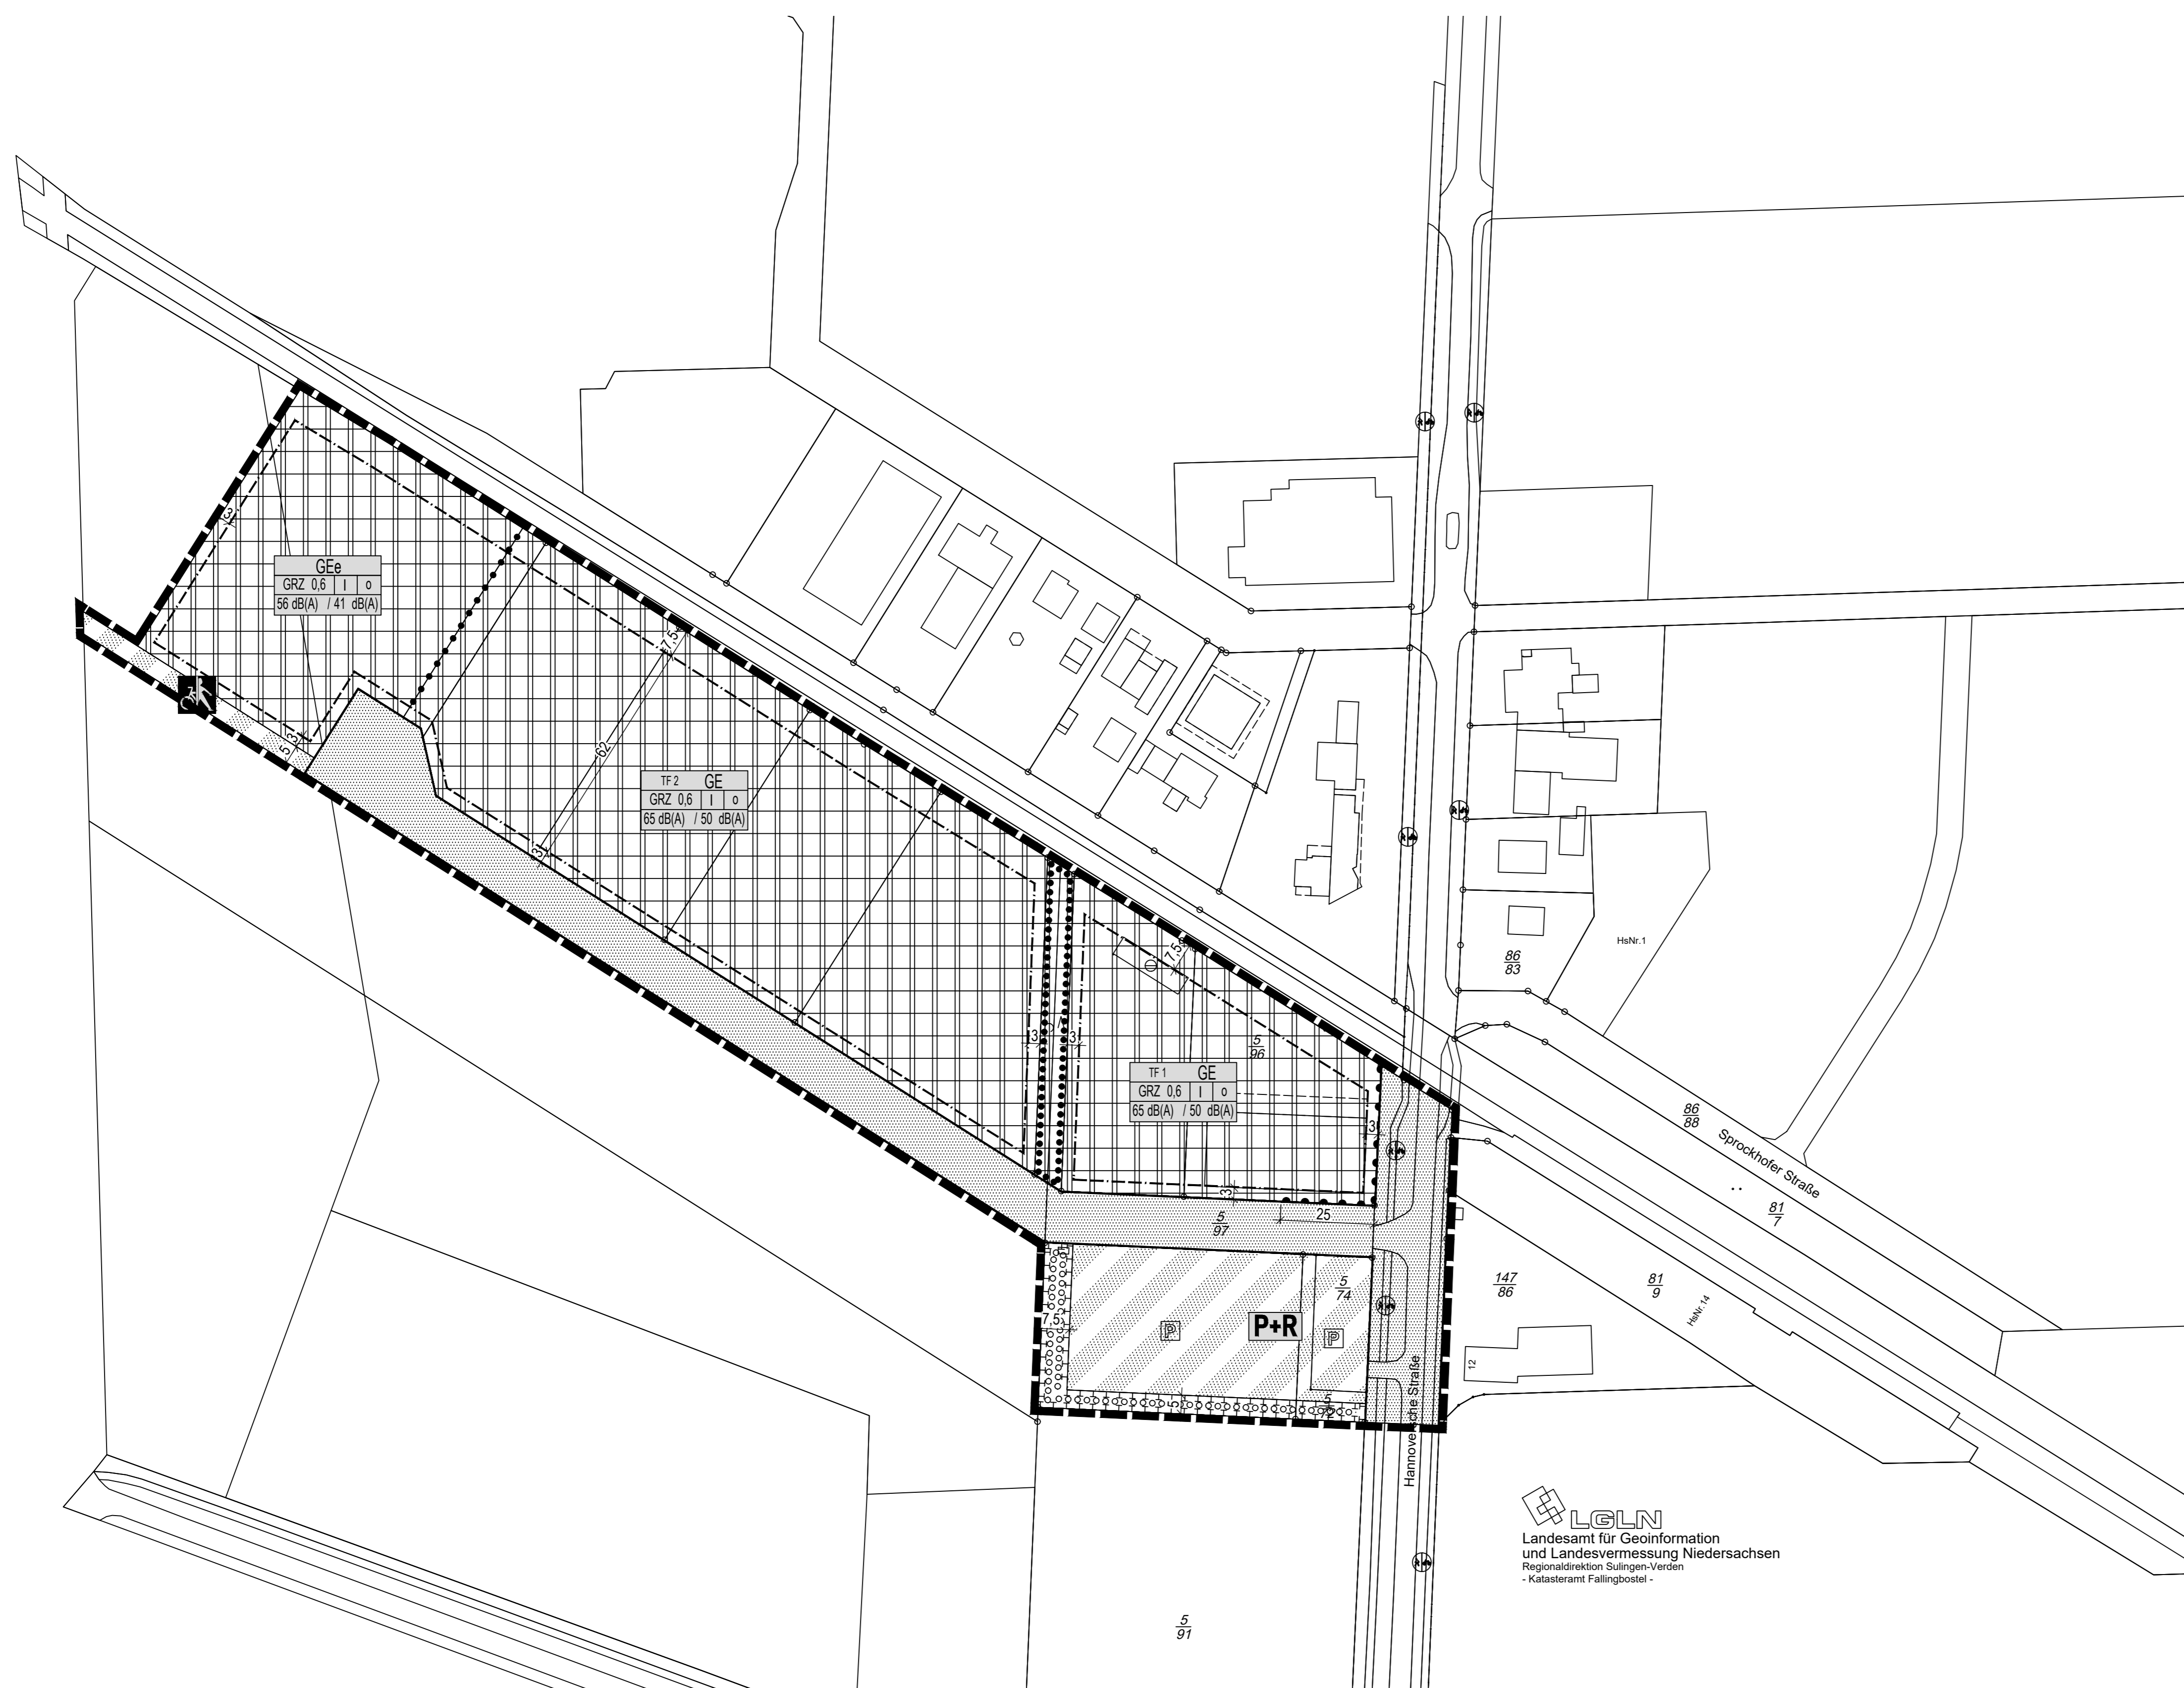 3
GEe
GRZ 0,6 I o
56 dB(A) / 41 dB(A)
7,5
62
3
5
3
TF 2 GE
GRZ 0,6 I o
65 dB(A) / 50 dB(A)
3
7,5
3
3
5
96
TF 1 GE
GRZ 0,6 I o
65 dB(A) / 50 dB(A)
3
3
25
5
97
5
74
7,5
P
P+R
P
5
5
Hannoversche Straße
HsNr.1
86
83
86
88
Sprockhofer Straße
81
7
147
86
81
9
HsNr.14
12
LGLN
Landesamt für Geoinformation
und Landesvermessung Niedersachsen
Regionaldirektion Sulingen-Verden
- Katasteramt Fallingbostel -
5
91